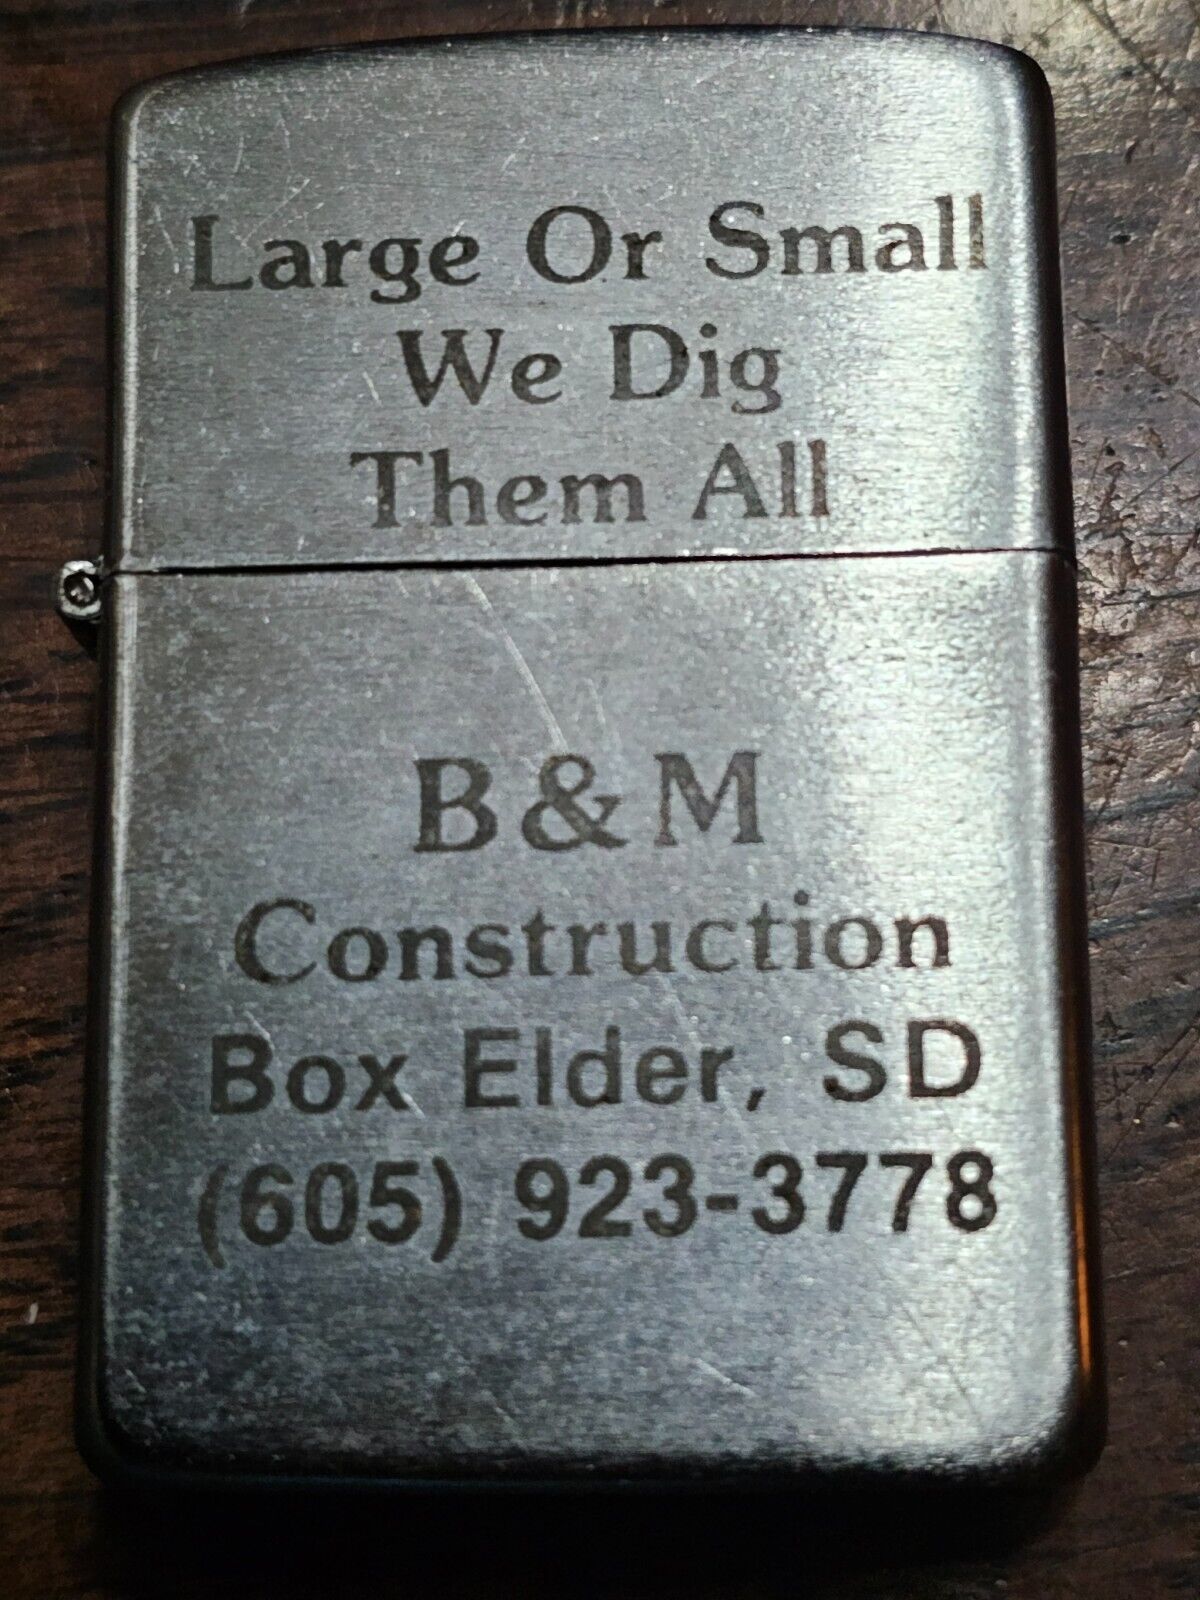 Large Or Small
We Dig
Them All
B & M
Construction
Box Elder, SD
(605) 923-3778